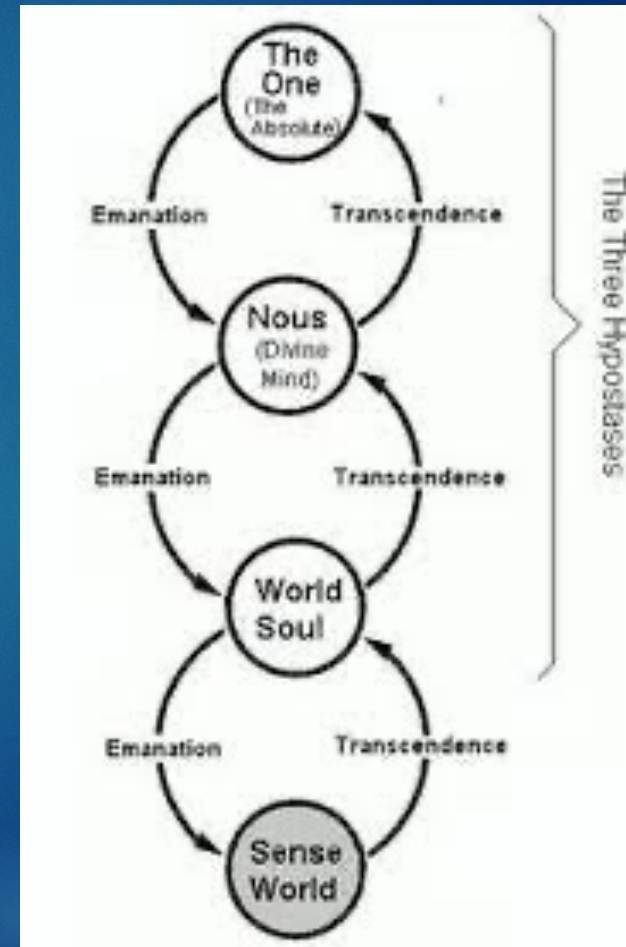 The
One
(The
Absolute)
Emanation
Transcendence
Nous
(Divine
Mind)
Emanation
Transcendence
World
Soul
Emanation
Transcendence
Sense
World
The Three Hypostases